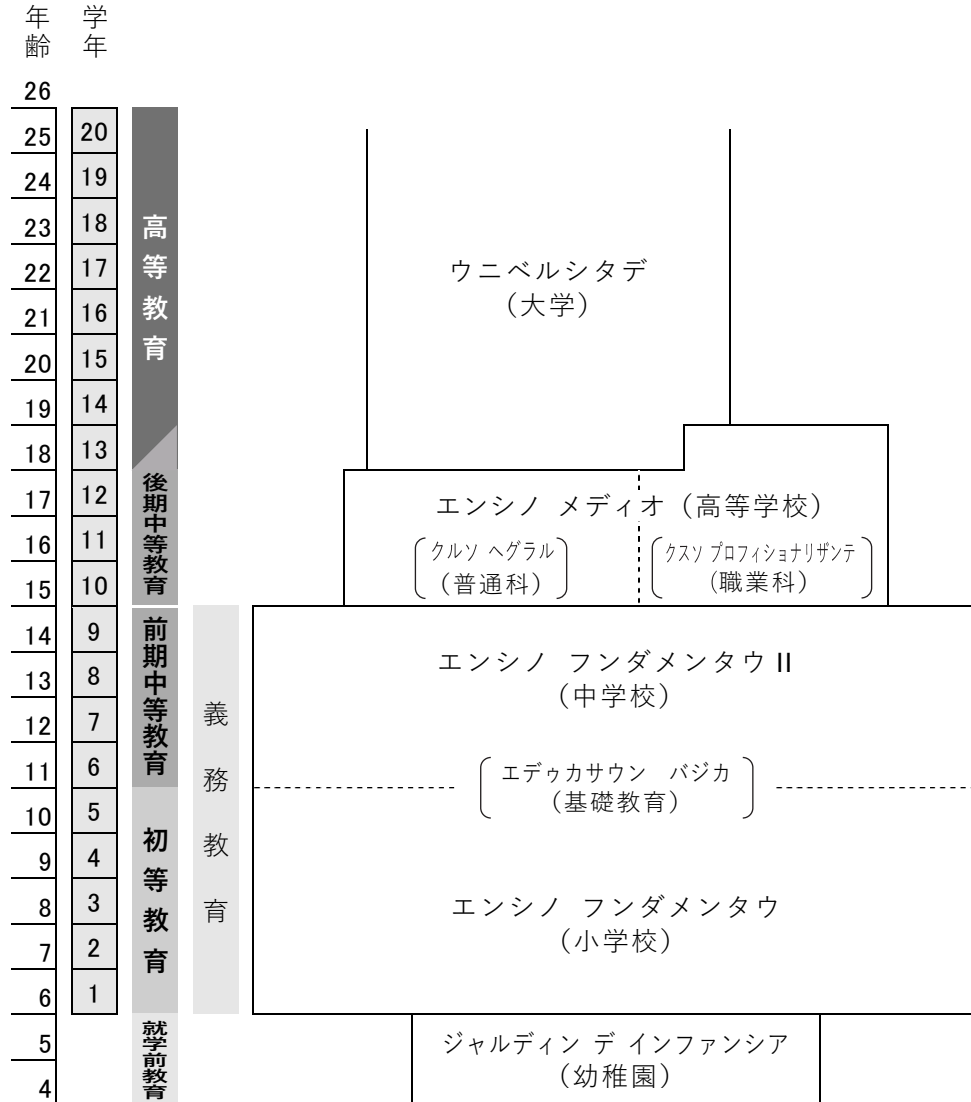 年齢
学年
26
25 20
24 19
23 18
22 17
21 16
20 15
19 14
18 13
17 12
16 11
15 10
14 9
13 8
12 7
11 6
10 5
9 4
8 3
7 2
6 1
5
4
高等教育
後期中等教育
前期中等教育
初等教育
就学前教育
義務教育
ウニベルシタデ
（大学）
エンシノ メディオ（高等学校）
クルソ ヘグラル
（普通科）
クスソ プロフィショナリザンテ
（職業科）
エンシノ フンダメンタウ II
（中学校）
エデゥカサウン バジカ
（基礎教育）
エンシノ フンダメンタウ
（小学校）
ジャルディン デ インファンシア
（幼稚園）